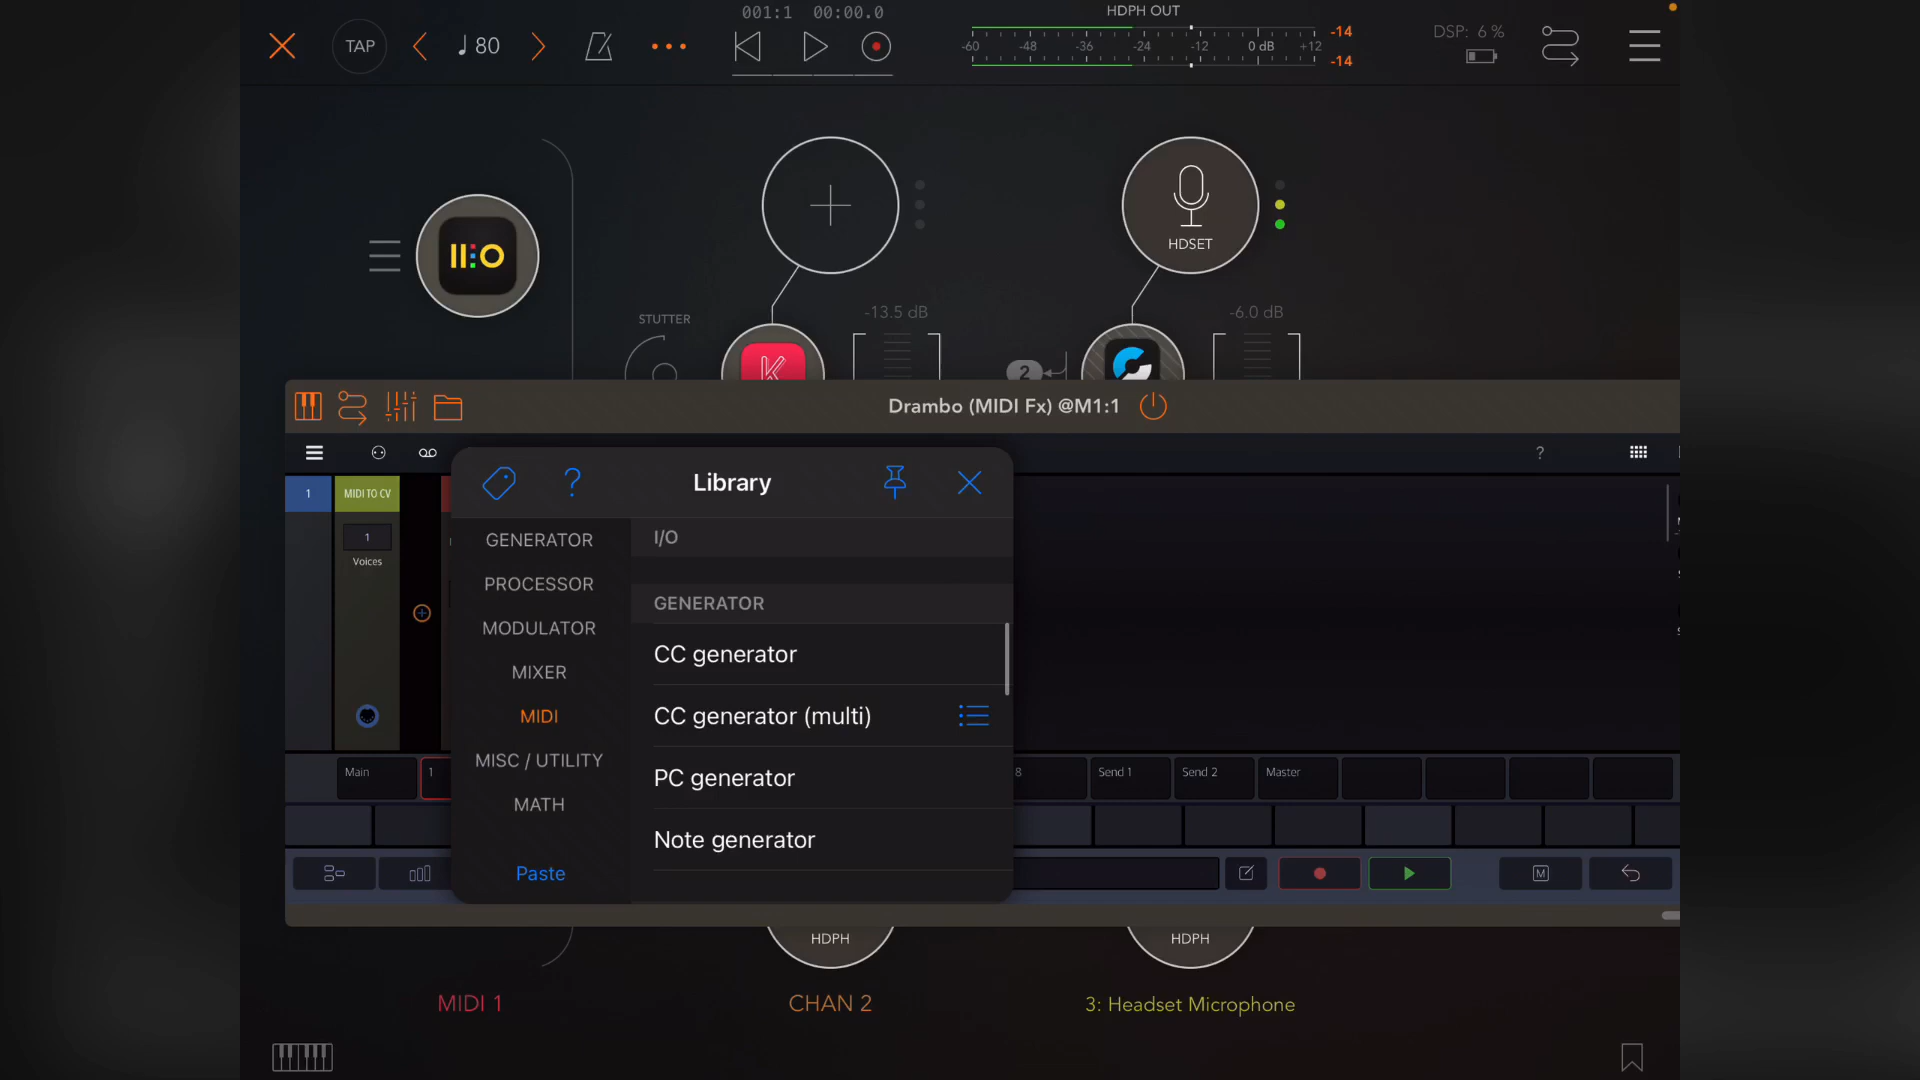 001:1 00:00.0
HDPH OUT
TAP
80
-60 -48 -36 -24 -12 0 dB +12
-14
-14
DSP: 6 %
HDSET
STUTTER
-13.5 dB
-6.0 dB
2
Drambo (MIDI Fx) @M1:1
?
1
MIDI TO CV
1
Voices
?
Library
GENERATOR
PROCESSOR
MODULATOR
MIXER
MIDI
MISC / UTILITY
MATH
Paste
I/O
GENERATOR
CC generator
CC generator (multi)
PC generator
Note generator
Main
1
8
Send 1
Send 2
Master
M
HDPH
HDPH
MIDI 1
CHAN 2
3: Headset Microphone